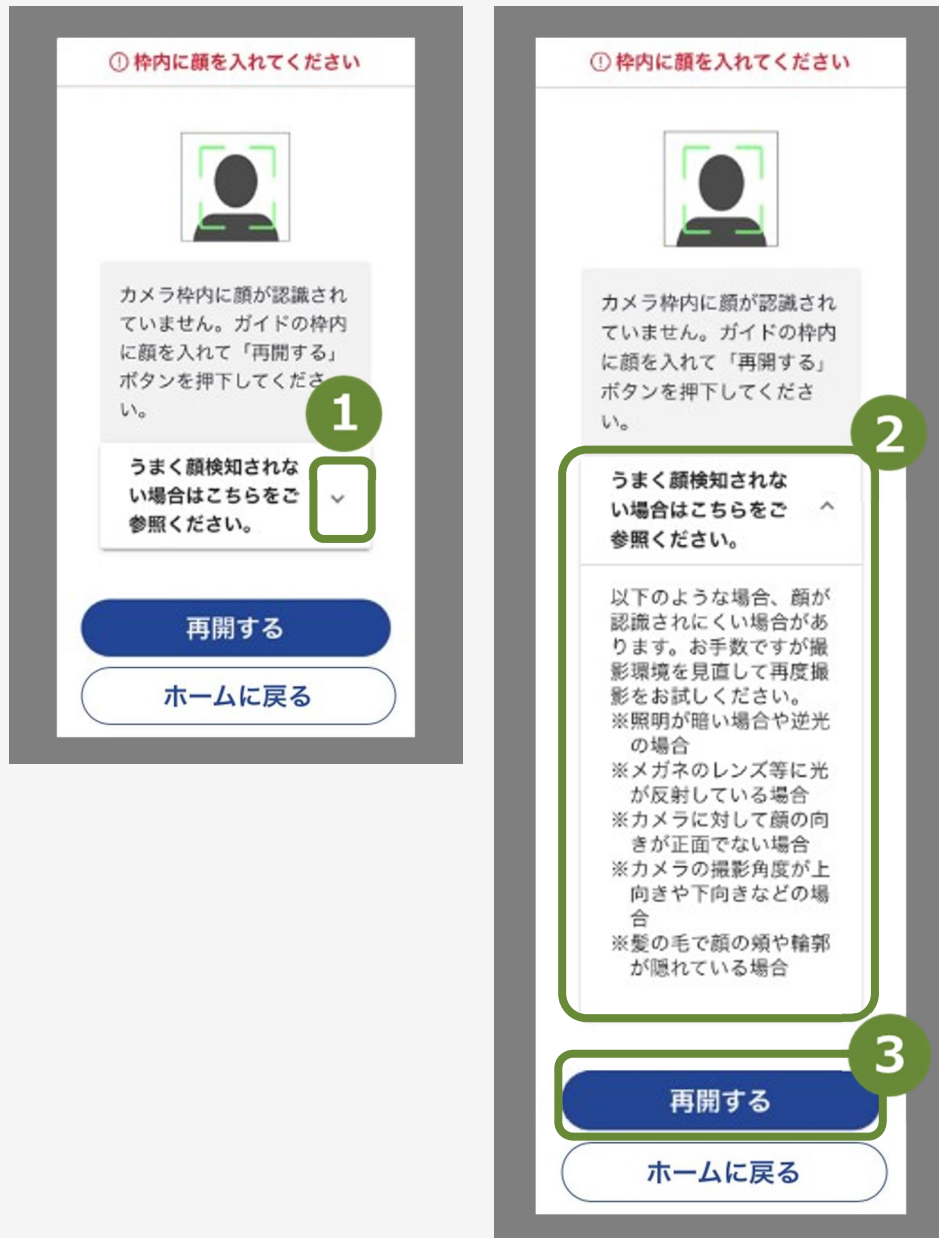 枠内に顔を入れてください
カメラ枠内に顔が認識され
ていません。ガイドの枠内
に顔を入れて「再開する」
ボタンを押下してくださ
い。
1
うまく顔検知されな
い場合はこちらをご
参照ください。
再開する
ホームに戻る
枠内に顔を入れてください
カメラ枠内に顔が認識され
ていません。ガイドの枠内
に顔を入れて「再開する」
ボタンを押下してくださ
い。
2
うまく顔検知されな
い場合はこちらをご
参照ください。
以下のような場合、顔が
認識されにくい場合があ
ります。お手数ですが撮
影環境を見直して再度撮
影をお試しください。
※照明が暗い場合や逆光
の場合
※メガネのレンズ等に光
が反射している場合
※カメラに対して顔の向
きが正面でない場合
※カメラの撮影角度が上
向きや下向きなどの場
合
※髪の毛で顔の頬や輪郭
が隠れている場合
3
再開する
ホームに戻る